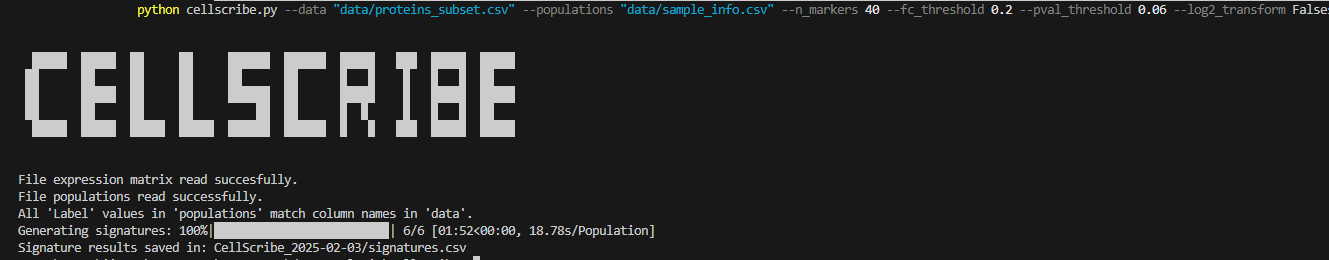 python cellscribe.py --data "data/proteins_subset.csv" --populations "data/sample_info.csv" --n_markers 40 --fc_threshold 0.2 --pval_threshold 0.06 --log2_transform False
CELLSCRIBE
File expression matrix read succesfully.
File populations read successfully.
All 'Label' values in 'populations' match column names in 'data'.
Generating signatures: 100%| | 6/6 [01:52<00:00, 18.78s/Population]
Signature results saved in: CellScribe_2025-02-03/signatures.csv